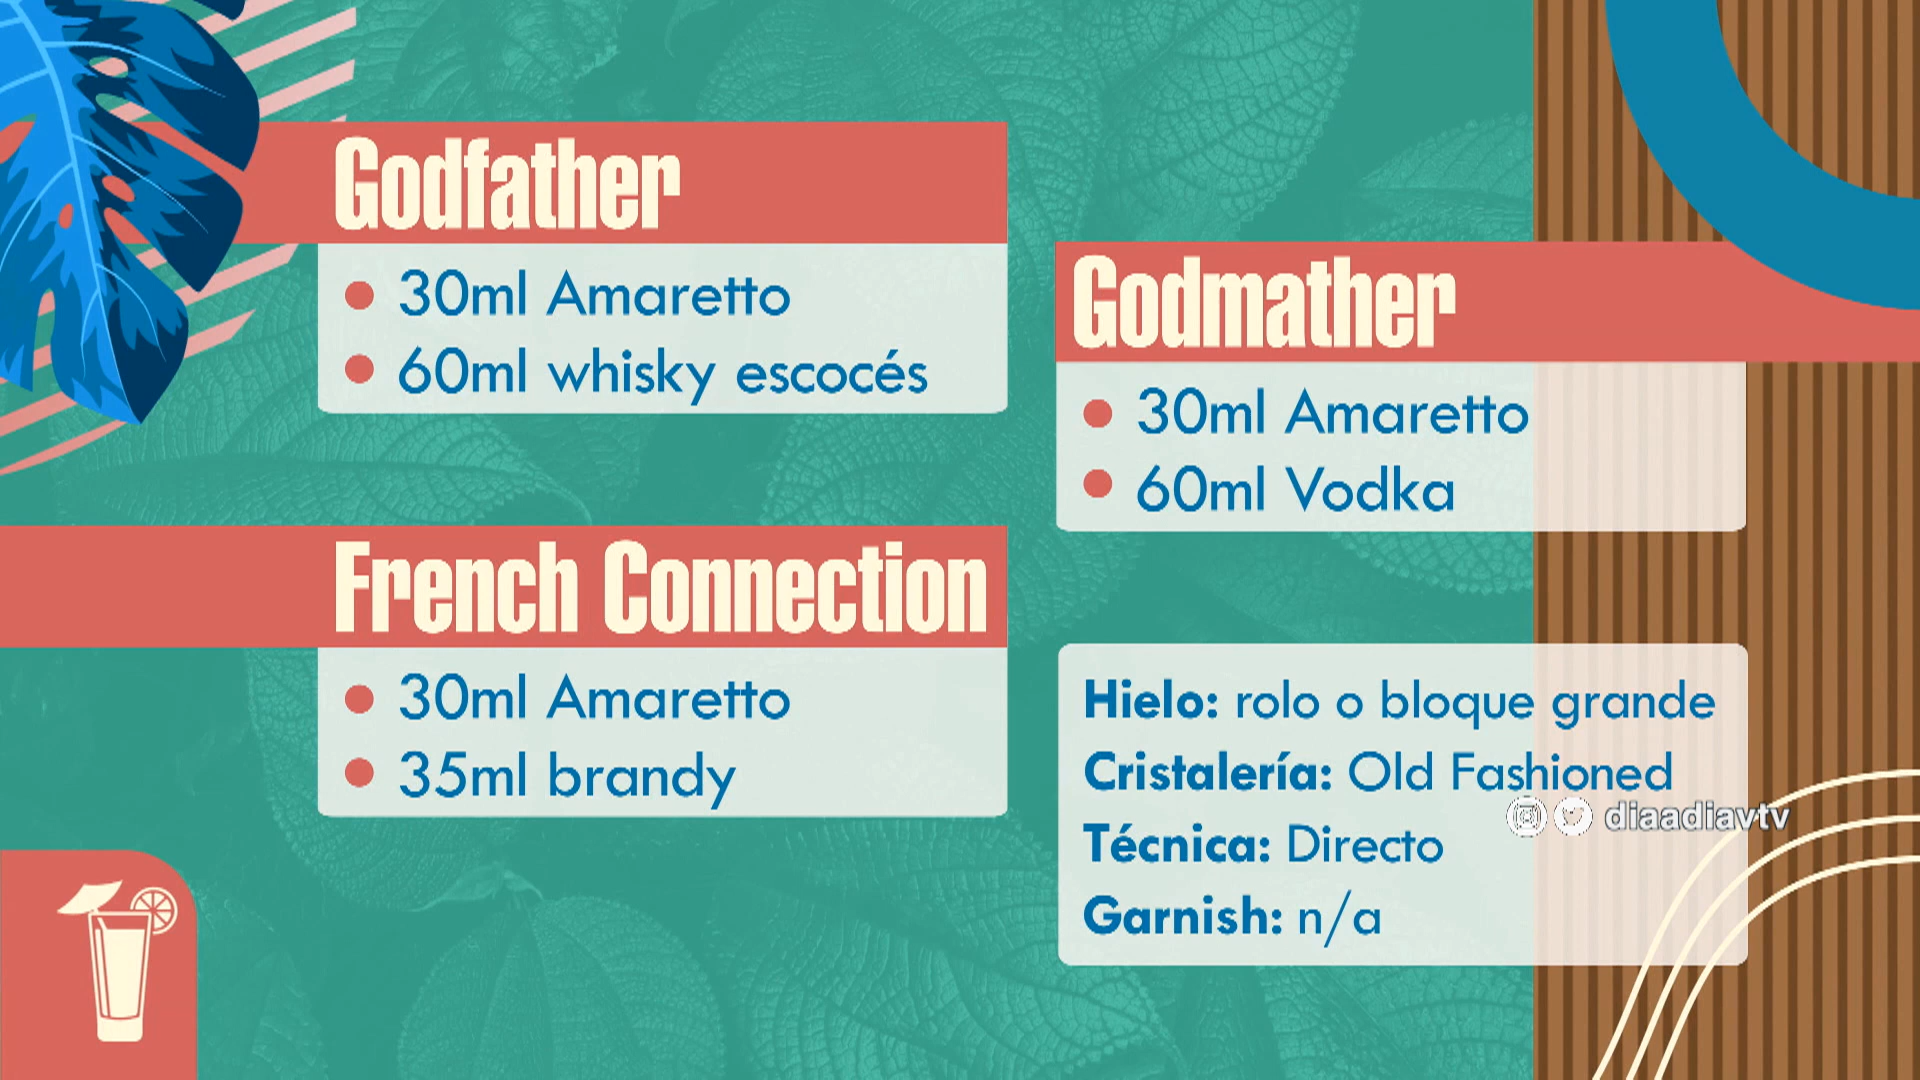 Godfather
30ml Amaretto
60ml whisky escocés
Godmather
30ml Amaretto
60ml Vodka
French Connection
30ml Amaretto
35ml brandy
Hielo: rolo o bloque grande
Cristalería: Old Fashioned
Técnica: Directo
Garnish: n/a
diaadiavtv